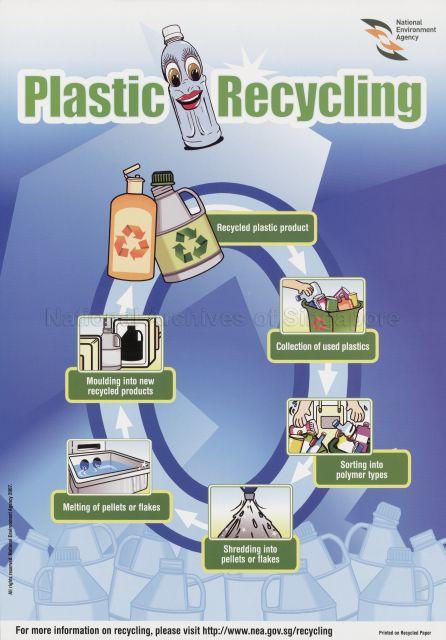 National
Environment
Agency
Plastic Recycling
Recycled plastic product
Collection of used plastics
National Archives of Singapore
Moulding into new
recycled products
Sorting into
polymer types
Melting of pellets or flakes
Shredding into
pellets or flakes
All rights reserved. National Environment Agency 2007.
For more information on recycling, please visit http://www.nea.gov.sg/recycling
Printed on Recycled Paper